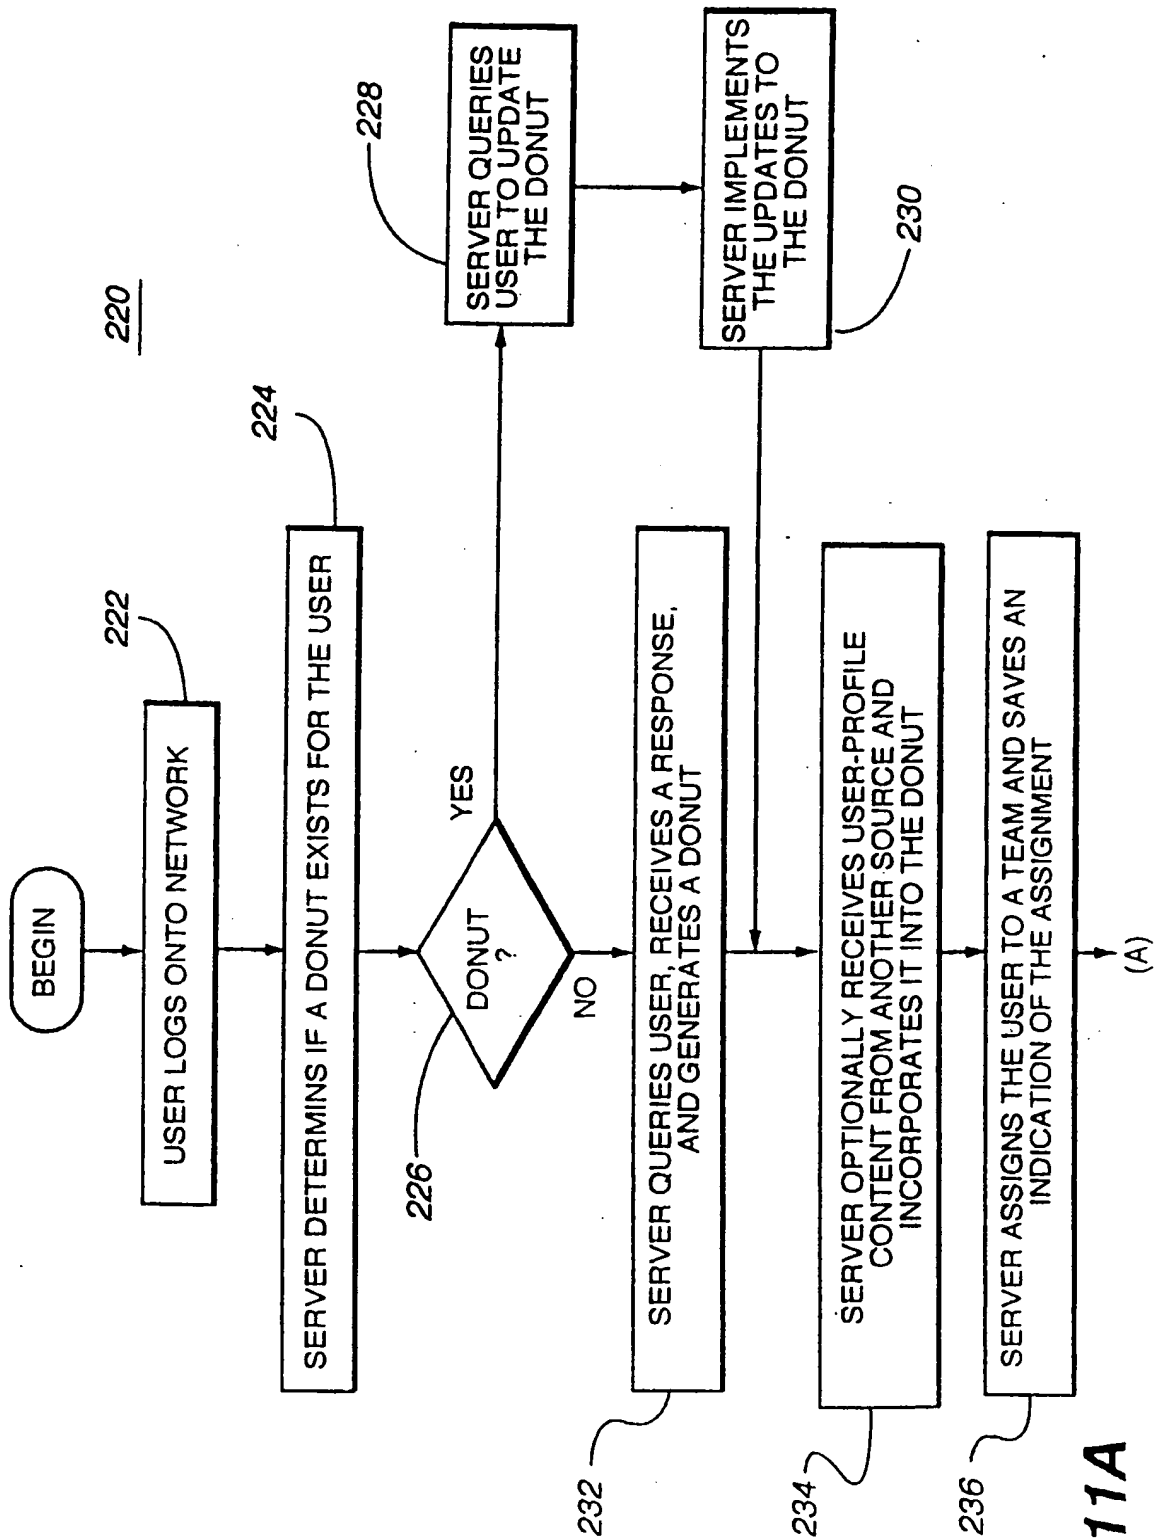 220
BEGIN
USER LOGS ONTO NETWORK
222
SERVER DETERMINS IF A DONUT EXISTS FOR THE USER
224
DONUT
?
226
YES
NO
SERVER QUERIES
USER TO UPDATE
THE DONUT
228
SERVER IMPLEMENTS
THE UPDATES TO
THE DONUT
230
SERVER QUERIES USER, RECEIVES A RESPONSE,
AND GENERATES A DONUT
232
SERVER OPTIONALLY RECEIVES USER-PROFILE
CONTENT FROM ANOTHER SOURCE AND
INCORPORATES IT INTO THE DONUT
234
SERVER ASSIGNS THE USER TO A TEAM AND SAVES AN
INDICATION OF THE ASSIGNMENT
236
(A)
11A